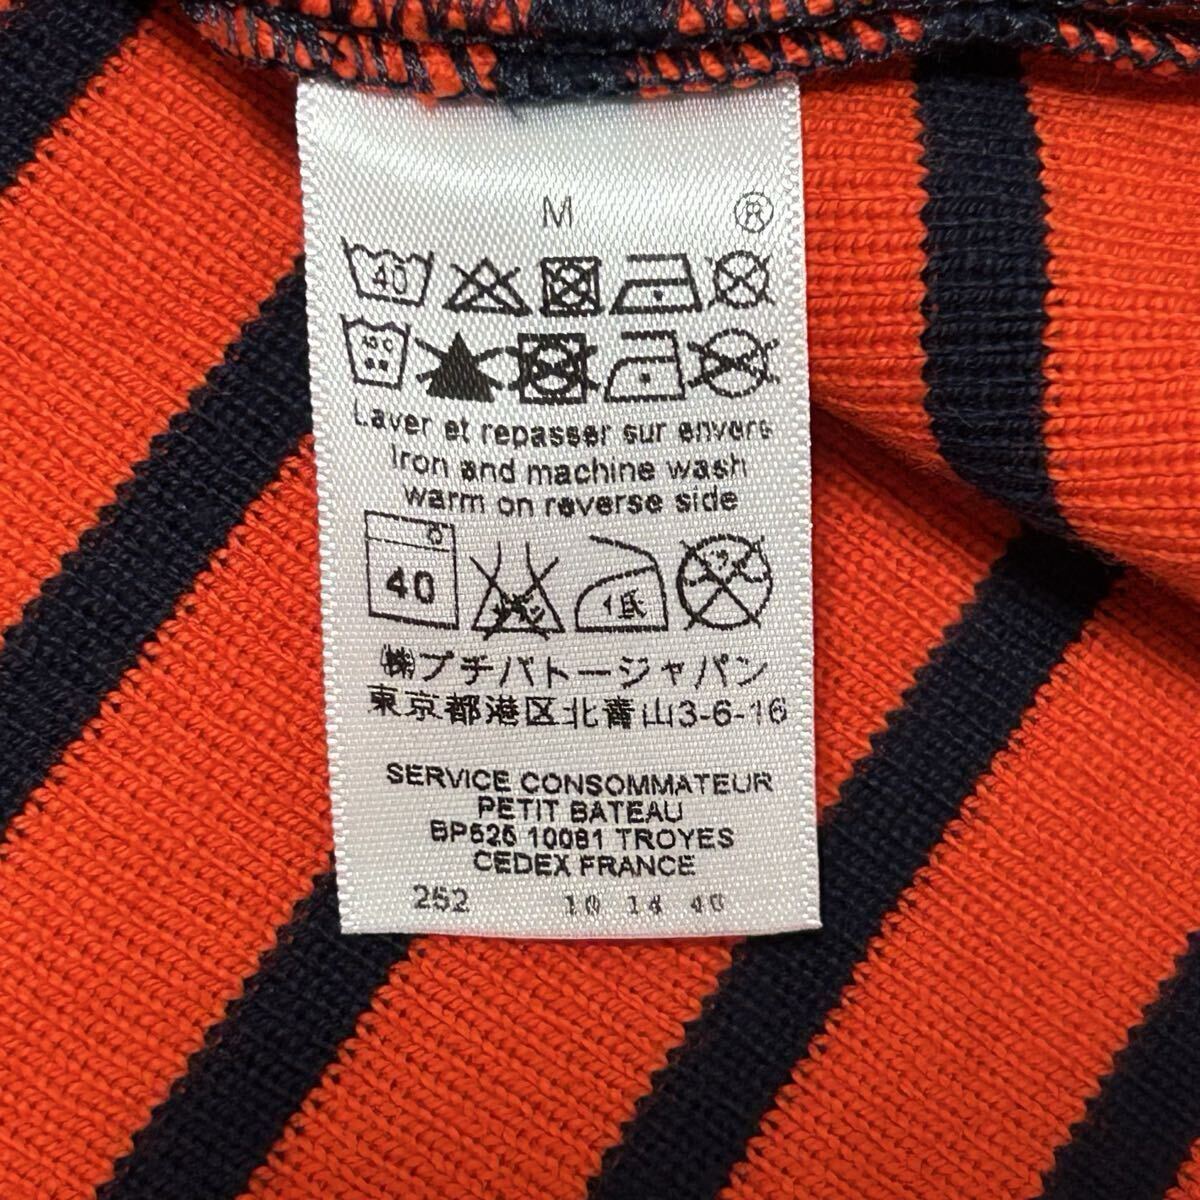 M ®
40
40 C
Laver et repasser sur envers
Iron and machine wash
warm on reverse side
40 低
㈱プチバトージャパン
東京都港区北青山3-6-16
SERVICE CONSOMMATEUR
PETIT BATEAU
BP525 10081 TROYES
CEDEX FRANCE
252 10 14 40